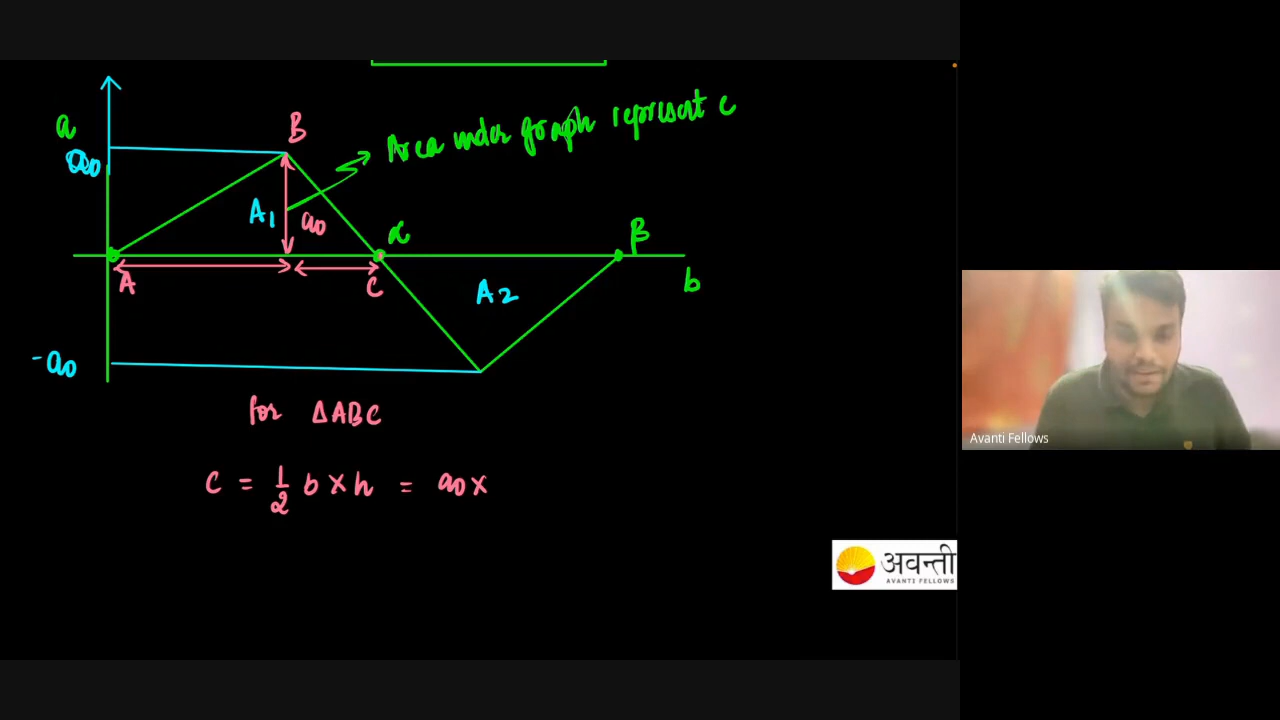 a
a0
B
Area under graph represent c
A1
a0
α
β
A
C
A2
b
-a0
for ΔABC
C = 1/2 b x h = a0 x
Avanti Fellows
अवन्ती
AVANTI FELLOWS